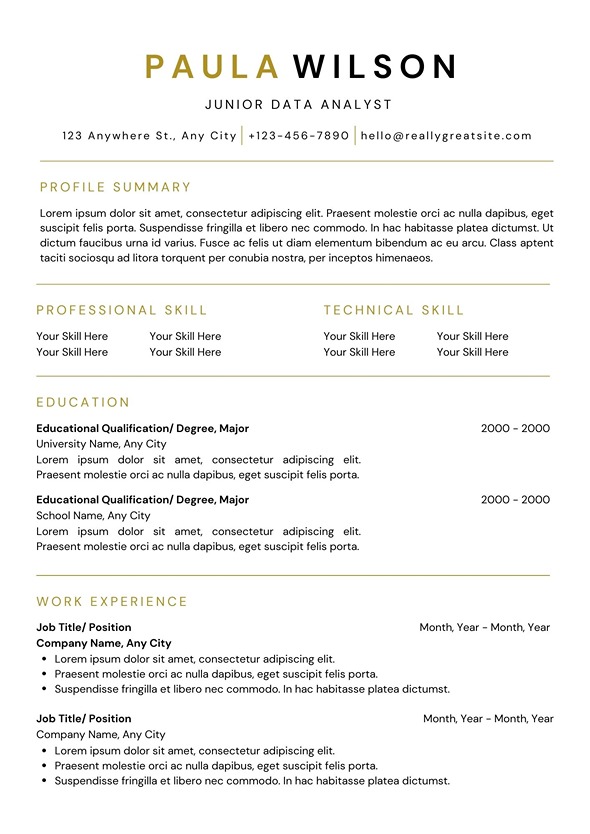 PAULA WILSON
JUNIOR DATA ANALYST
123 Anywhere St., Any City +123-456-7890 hello@reallygreatsite.com
PROFILE SUMMARY
Lorem ipsum dolor sit amet, consectetur adipiscing elit. Praesent molestie orci ac nulla dapibus, eget
suscipit felis porta. Suspendisse fringilla et libero nec commodo. In hac habitasse platea dictumst. Ut
dictum faucibus urna id varius. Fusce ac felis ut diam elementum bibendum ac eu arcu. Class aptent
taciti sociosqu ad litora torquent per conubia nostra, per inceptos himenaeos.
PROFESSIONAL SKILL
Your Skill Here Your Skill Here
Your Skill Here Your Skill Here
TECHNICAL SKILL
Your Skill Here Your Skill Here
Your Skill Here Your Skill Here
EDUCATION
Educational Qualification/ Degree, Major 2000 - 2000
University Name, Any City
Lorem ipsum dolor sit amet, consectetur adipiscing elit.
Praesent molestie orci ac nulla dapibus, eget suscipit felis porta.
Educational Qualification/ Degree, Major 2000 - 2000
School Name, Any City
Lorem ipsum dolor sit amet, consectetur adipiscing elit.
Praesent molestie orci ac nulla dapibus, eget suscipit felis porta.
WORK EXPERIENCE
Job Title/ Position Month, Year - Month, Year
Company Name, Any City
• Lorem ipsum dolor sit amet, consectetur adipiscing elit.
• Praesent molestie orci ac nulla dapibus, eget suscipit felis porta.
• Suspendisse fringilla et libero nec commodo. In hac habitasse platea dictumst.
Job Title/ Position Month, Year - Month, Year
Company Name, Any City
• Lorem ipsum dolor sit amet, consectetur adipiscing elit.
• Praesent molestie orci ac nulla dapibus, eget suscipit felis porta.
• Suspendisse fringilla et libero nec commodo. In hac habitasse platea dictumst.